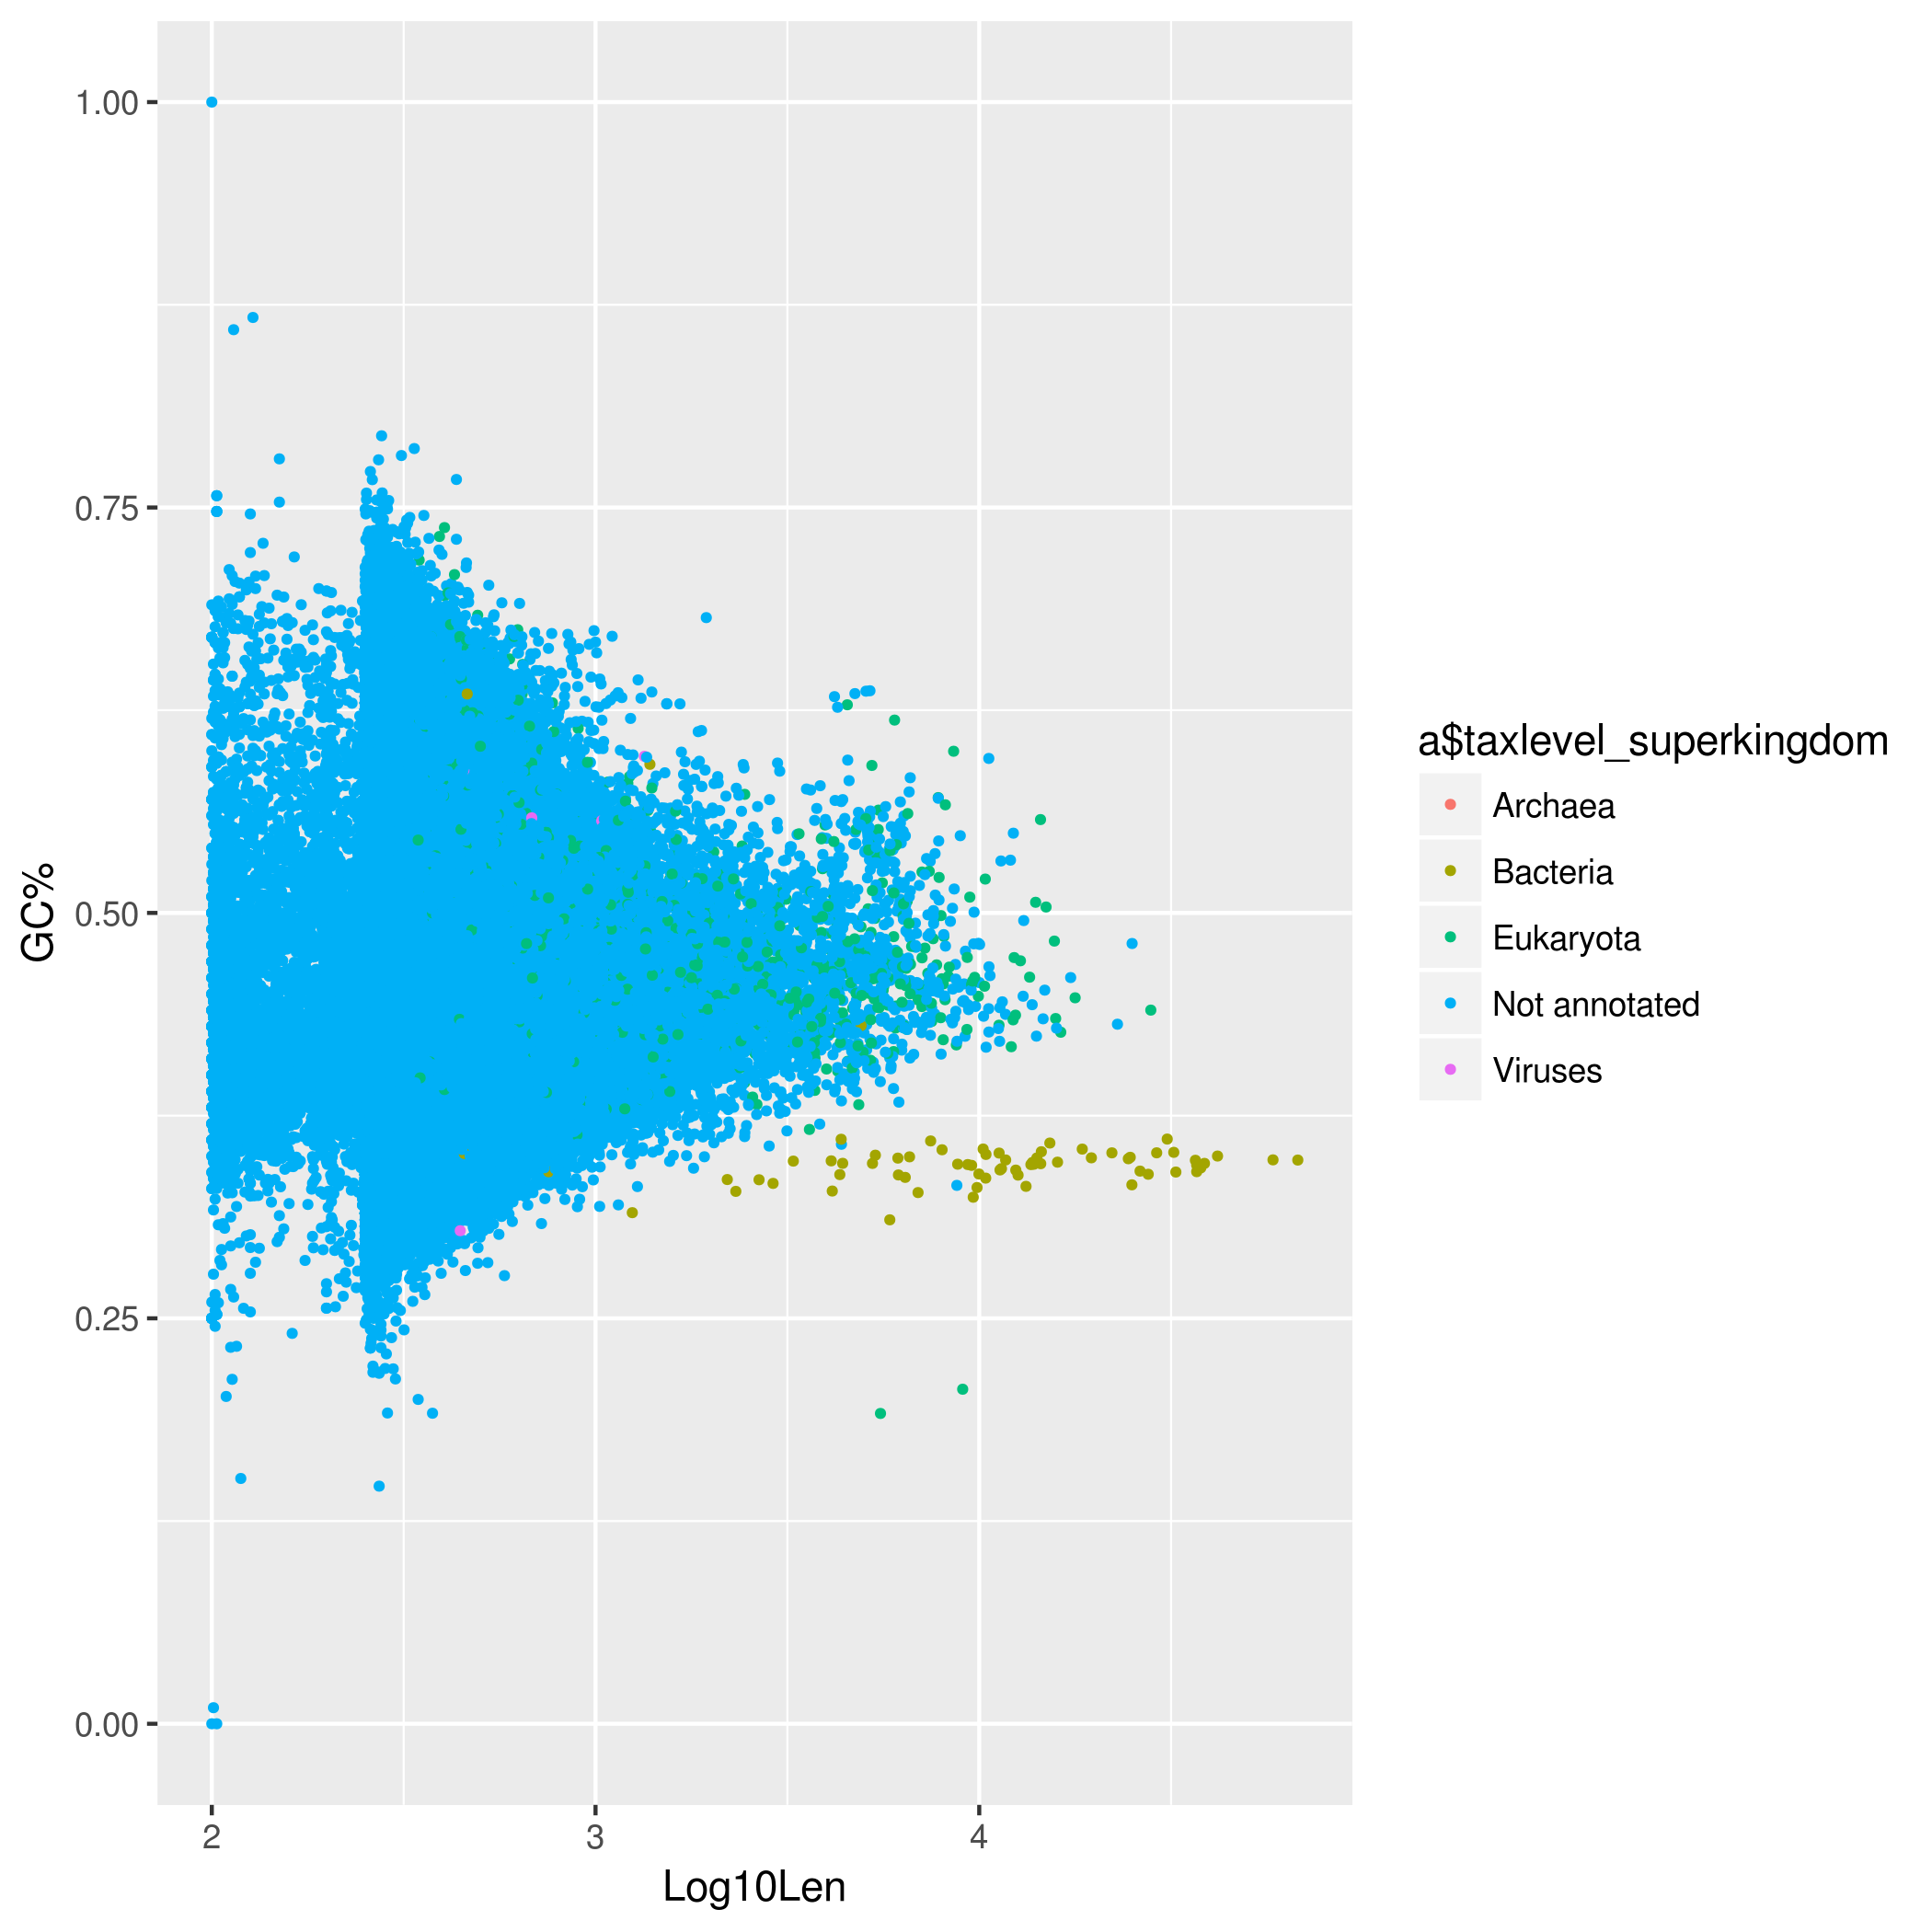 1.00
0.75
0.50
0.25
0.00
GC%
2
3
4
Log10Len
a$taxlevel_superkingdom
Archaea
Bacteria
Eukaryota
Not annotated
Viruses